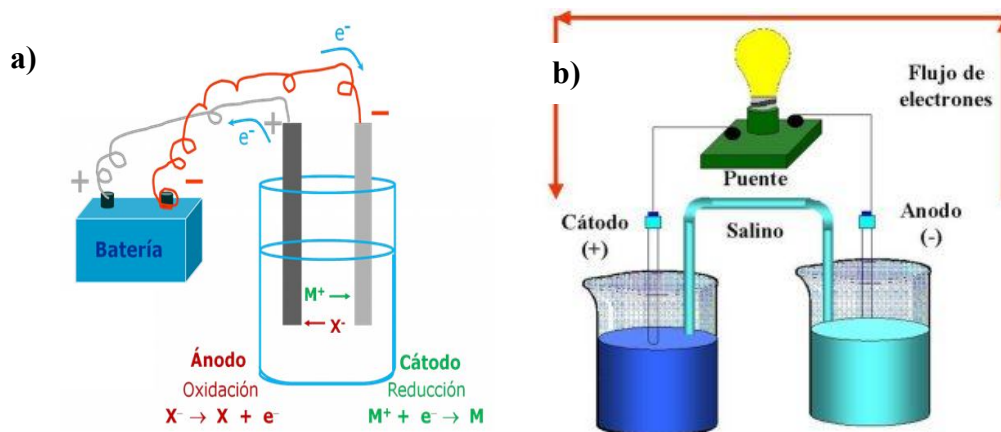 a)
e⁻
+
-
e⁻
+
-
Batería
M⁺
X⁻
Ánodo
Oxidación
X⁻ → X + e⁻
Cátodo
Reducción
M⁺ + e⁻ → M
b)
Flujo de
electrones
Puente
Salino
Cátodo
(+)
Anodo
(-)